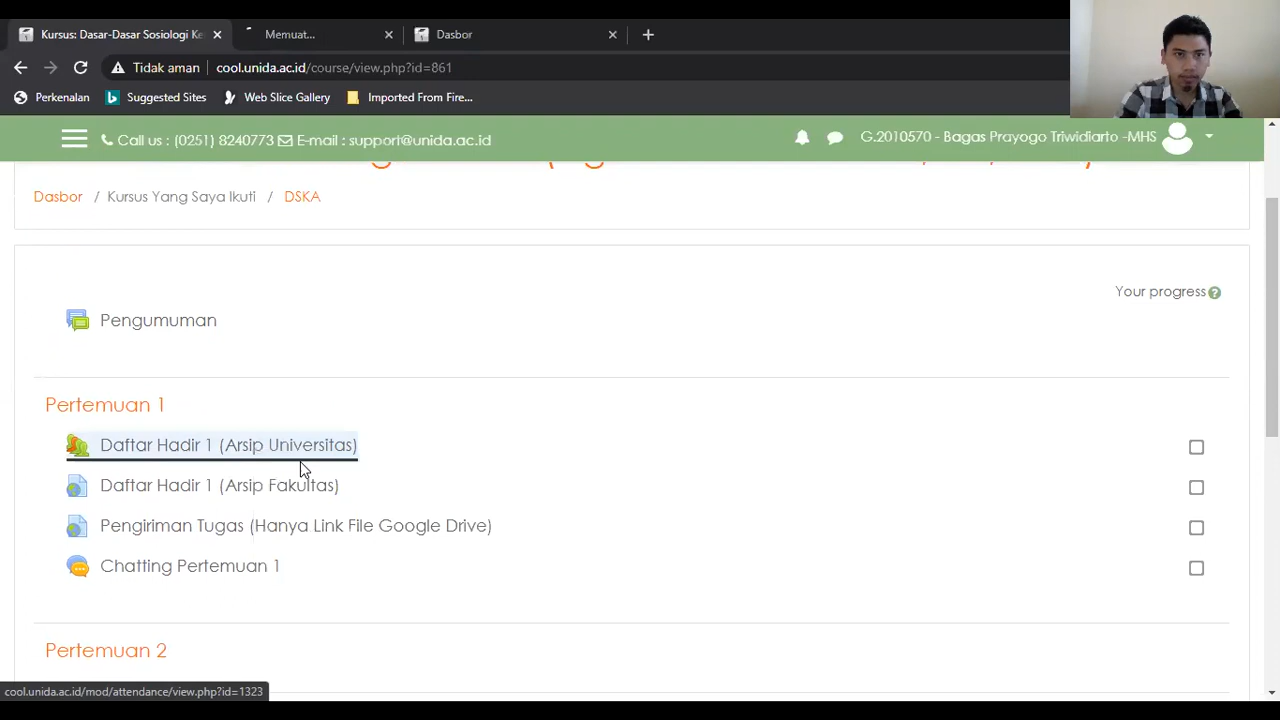 Kursus: Dasar-Dasar Sosiologi Ke
Memuat...
Dasbor
Tidak aman
cool.unida.ac.id/course/view.php?id=861
Perkenalan
Suggested Sites
Web Slice Gallery
Imported From Fire...
Call us : (0251) 8240773 E-mail : support@unida.ac.id
G.2010570 - Bagas Prayogo Triwidiarto -MHS
Dasbor / Kursus Yang Saya Ikuti / DSKA
Your progress
Pengumuman
Pertemuan 1
Daftar Hadir 1 (Arsip Universitas)
Daftar Hadir 1 (Arsip Fakultas)
Pengiriman Tugas (Hanya Link File Google Drive)
Chatting Pertemuan 1
Pertemuan 2
cool.unida.ac.id/mod/attendance/view.php?id=1323